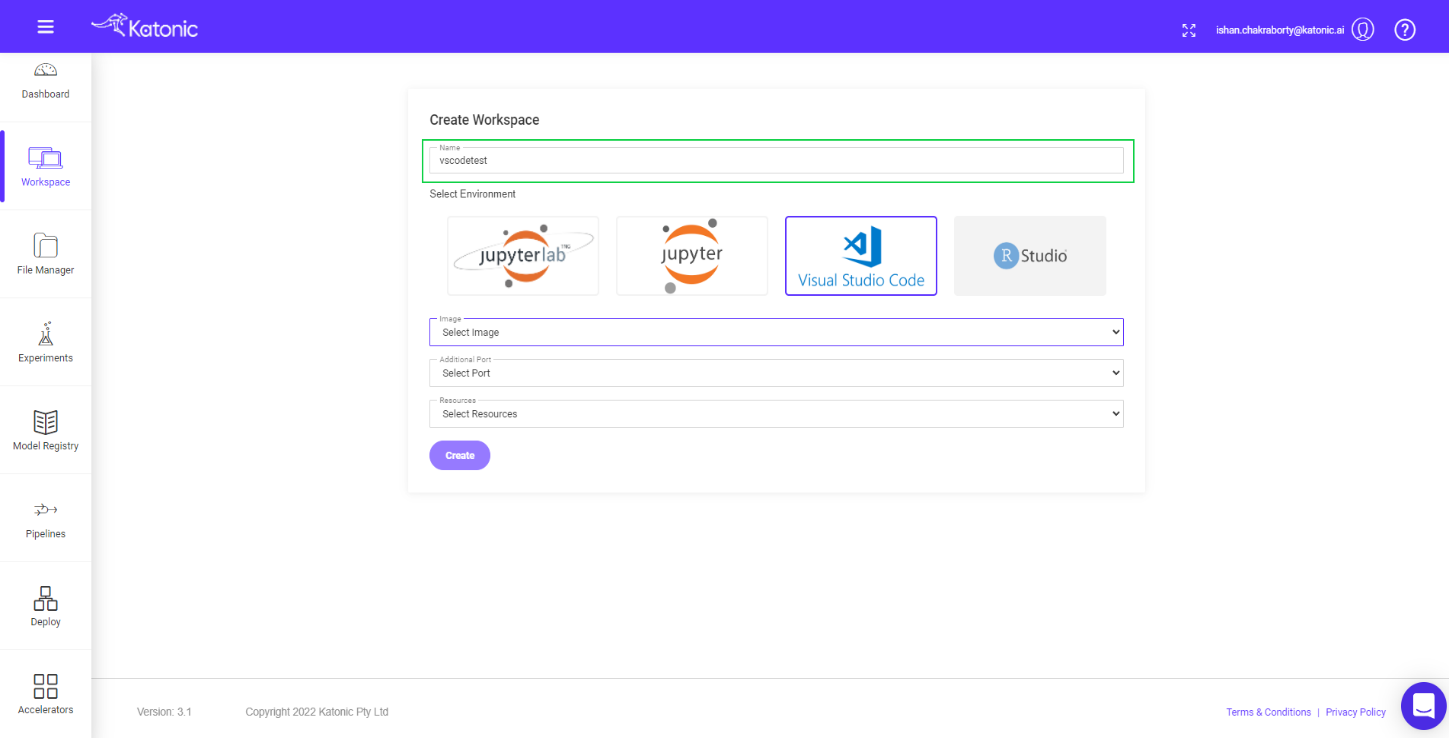 Katonic
ishan.chakraborty@katonic.ai
?
Dashboard
Workspace
File Manager
Experiments
Model Registry
Pipelines
Deploy
Accelerators
Create Workspace
Name
vscodetest
Select Environment
jupyterlab
jupyter
Visual Studio Code
R Studio
Image
Select Image
Additional Port
Select Port
Resources
Select Resources
Create
Version: 3.1
Copyright 2022 Katonic Pty Ltd
Terms & Conditions | Privacy Policy